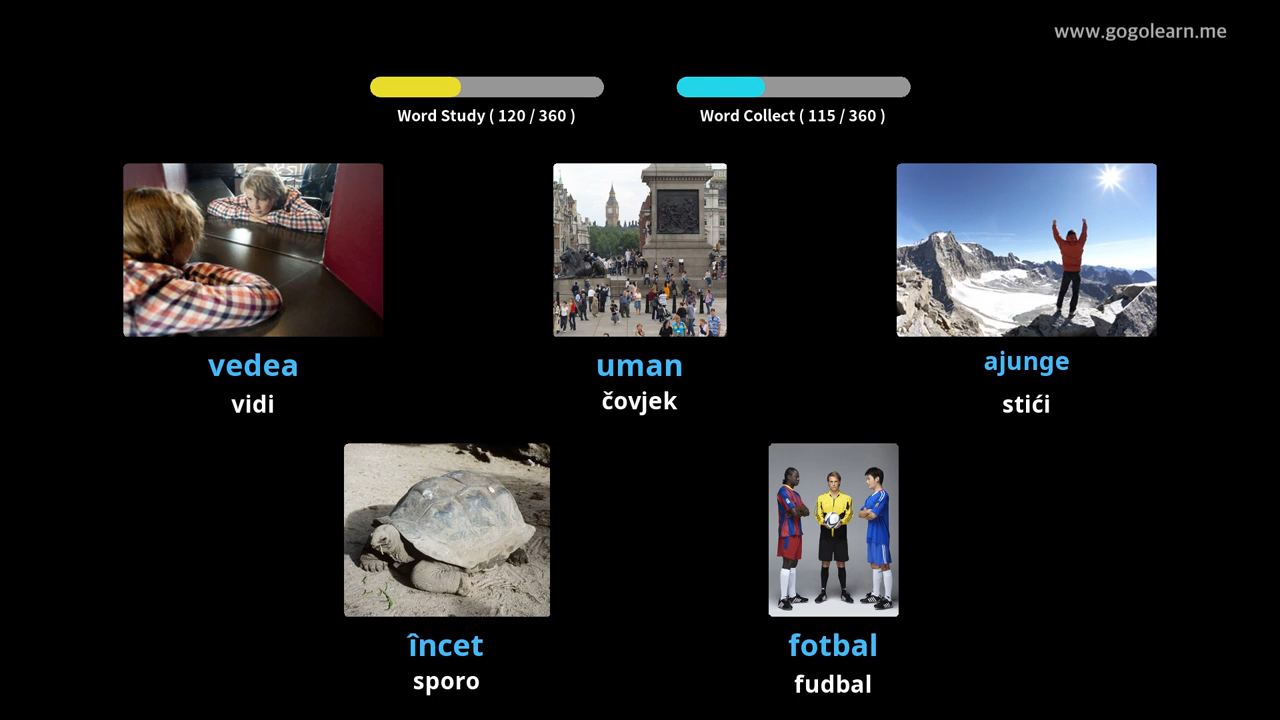 www.gogolearn.me
Word Study ( 120 / 360 )
Word Collect ( 115 / 360 )
vedea
vidi
uman
čovjek
ajunge
stići
încet
sporo
fotbal
fudbal